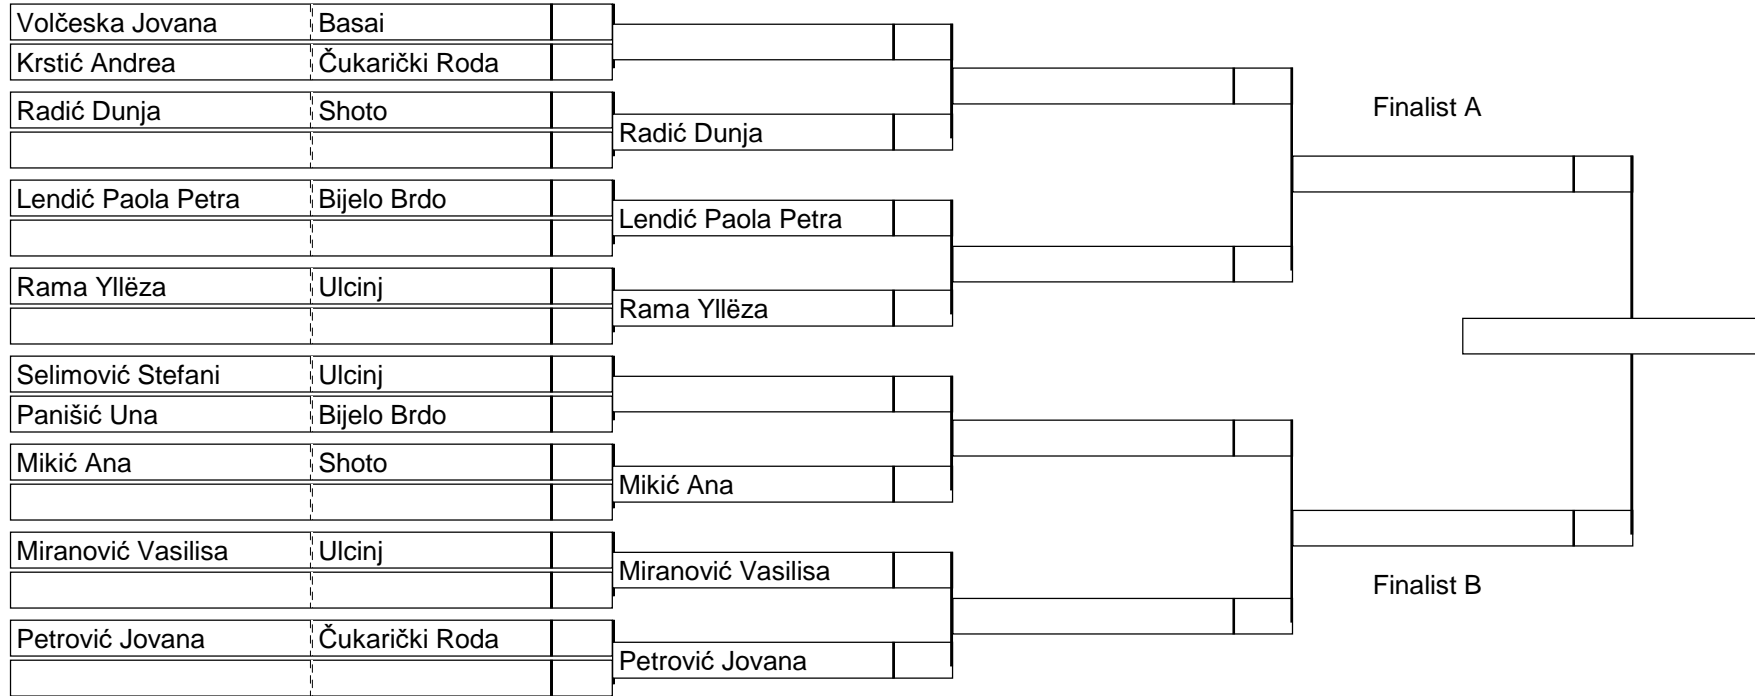 Volčeska Jovana Basai
Krstić Andrea Čukarički Roda
Radić Dunja Shoto
Radić Dunja
Lendić Paola Petra Bijelo Brdo
Lendić Paola Petra
Rama Yllëza Ulcinj
Rama Yllëza
Selimović Stefani Ulcinj
Panišić Una Bijelo Brdo
Mikić Ana Shoto
Mikić Ana
Miranović Vasilisa Ulcinj
Miranović Vasilisa
Petrović Jovana Čukarički Roda
Petrović Jovana
Finalist A
Finalist B